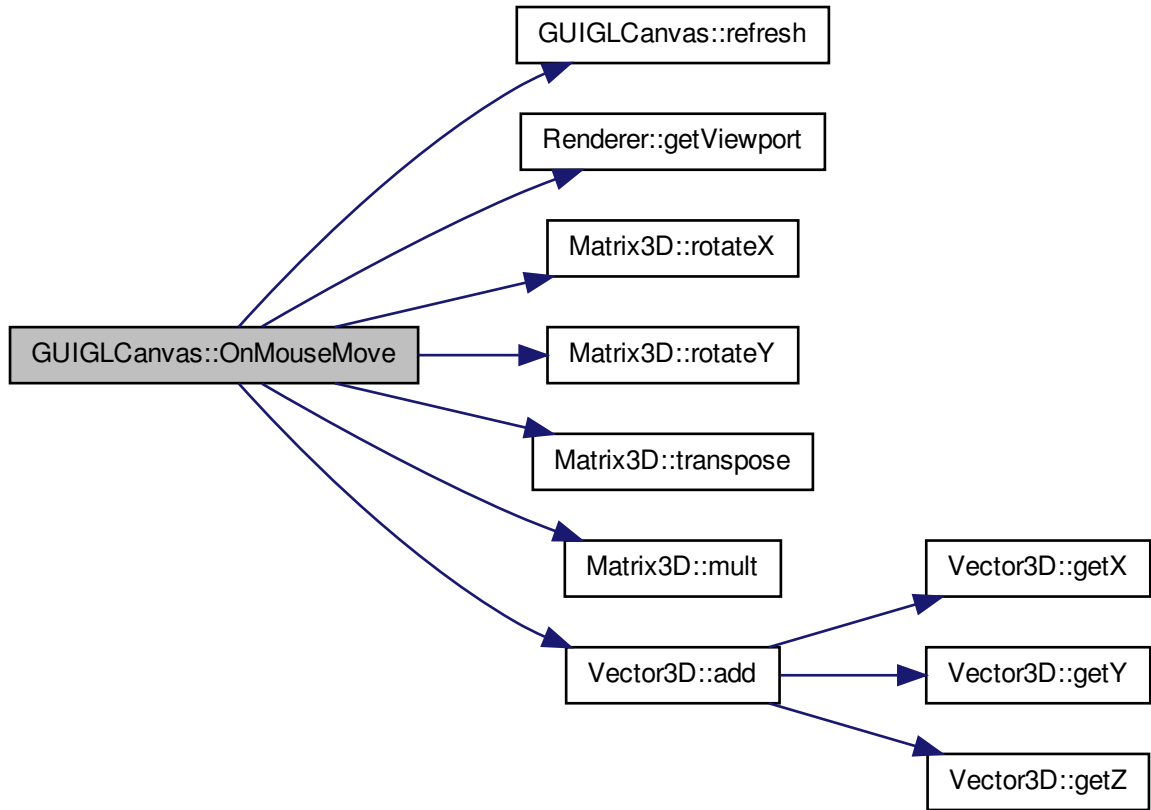 GUIGLCanvas::OnMouseMove
GUIGLCanvas::refresh
Renderer::getViewport
Matrix3D::rotateX
Matrix3D::rotateY
Matrix3D::transpose
Matrix3D::mult
Vector3D::add
Vector3D::getX
Vector3D::getY
Vector3D::getZ